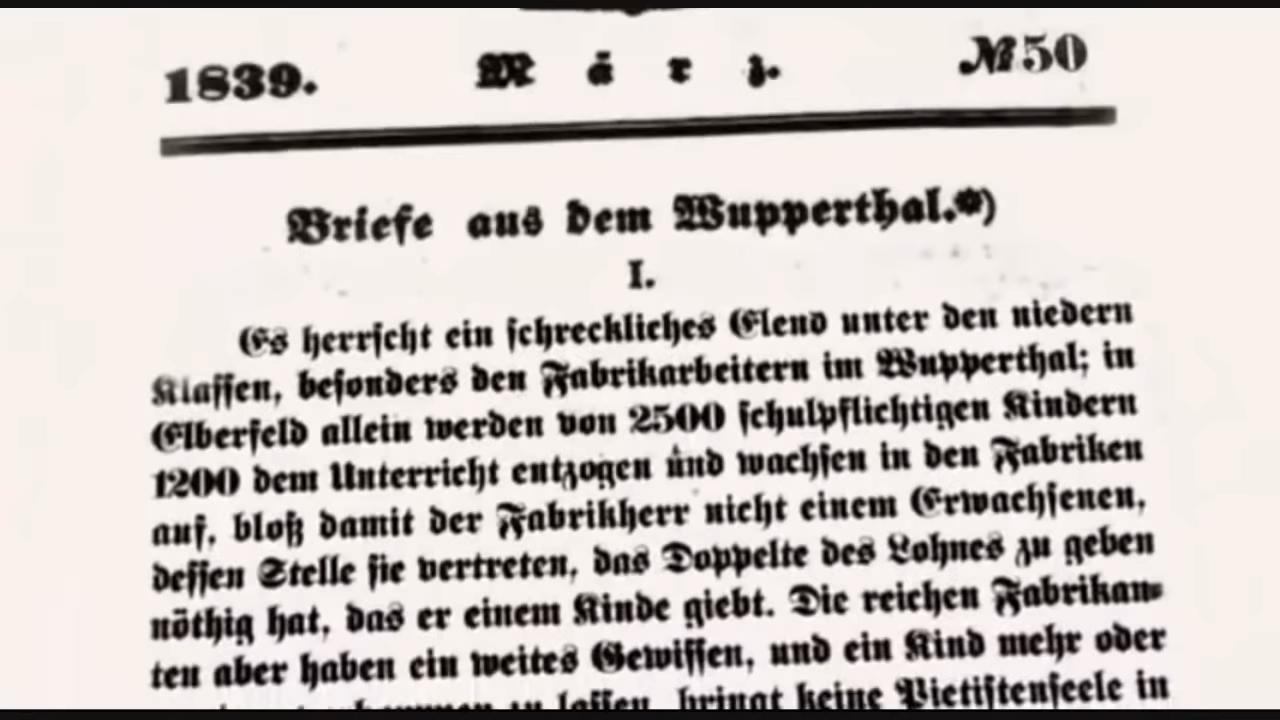 1839. März. № 50
Briefe aus dem Wupperthal.*)
I.
Es herrscht ein schreckliches Elend unter den niedern
Klassen, besonders den Fabrikarbeitern im Wupperthal; in
Elberfeld allein werden von 2500 schulpflichtigen Kindern
1200 dem Unterricht entzogen und wachsen in den Fabriken
auf, bloß damit der Fabrikherr nicht einem Erwachsenen,
dessen Stelle sie vertreten, das Doppelte des Lohnes zu geben
nöthig hat, das er einem Kinde giebt. Die reichen Fabrikan-
ten aber haben ein weites Gewissen, und ein Kind mehr oder
zu lassen, bringt keine Pietistenseele in